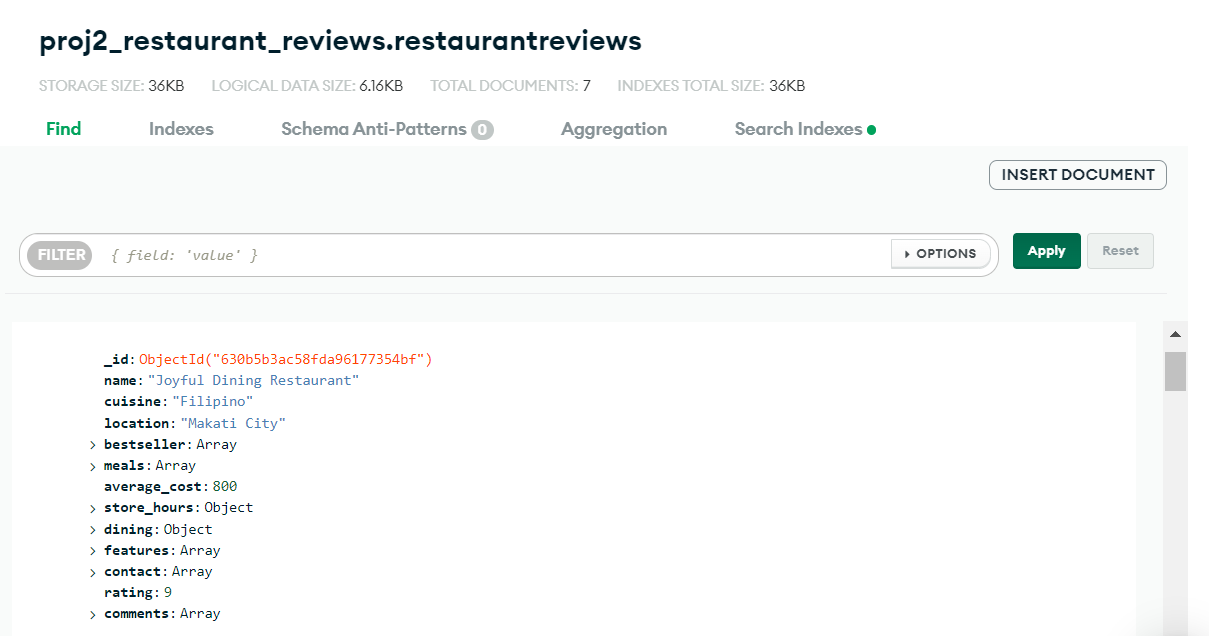 proj2_restaurant_reviews.restaurantreviews
STORAGE SIZE: 36KB LOGICAL DATA SIZE: 6.16KB TOTAL DOCUMENTS: 7 INDEXES TOTAL SIZE: 36KB
Find Indexes Schema Anti-Patterns 0 Aggregation Search Indexes
INSERT DOCUMENT
FILTER { field: 'value' } OPTIONS Apply Reset
_id: ObjectId("630b5b3ac58fda96177354bf")
name: "Joyful Dining Restaurant"
cuisine: "Filipino"
location: "Makati City"
bestseller: Array
meals: Array
average_cost: 800
store_hours: Object
dining: Object
features: Array
contact: Array
rating: 9
comments: Array